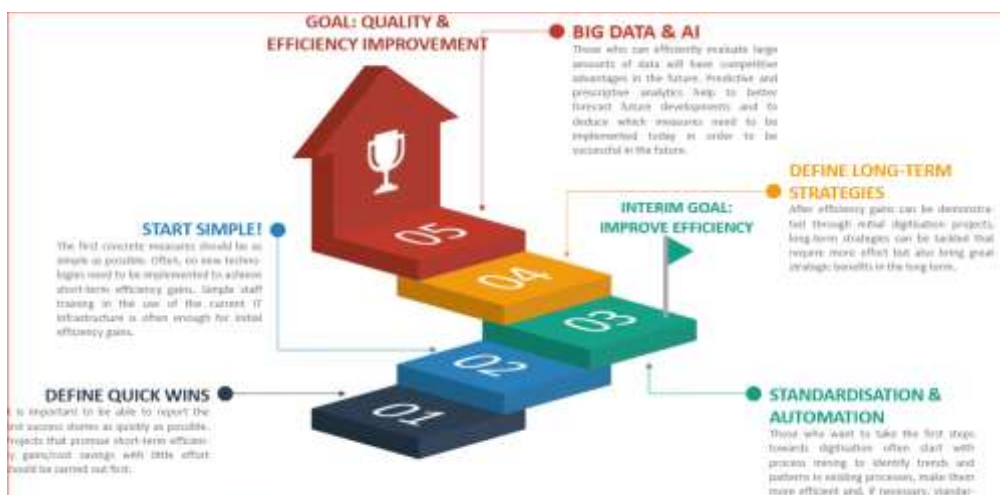 GOAL: QUALITY &
EFFICIENCY IMPROVEMENT
BIG DATA & AI
Those who can efficiently evaluate large
amounts of data will have competitive
advantages in the future. Predictive and
prescriptive analytics help to better
forecast future developments and to
deduce which measures need to be
implemented today in order to be
successful in the future.
DEFINE LONG-TERM
STRATEGIES
After efficiency gains can be demonstra-
ted through initial digitisation projects,
long-term strategies can be tackled that
require more effort but also bring great
strategic benefits in the long term.
INTERIM GOAL:
IMPROVE EFFICIENCY
START SIMPLE!
The first concrete measures should be as
simple as possible. Often, no new techno-
logies need to be implemented to achieve
short-term efficiency gains. Simple staff
training in the use of the current IT
infrastructure is often enough for initial
efficiency gains.
05
04
03
02
01
DEFINE QUICK WINS
is important to be able to report the
success stories as quickly as possible.
rojects that promise short-term efficien-
y gains/cost savings with little effort
hould be carried out first.
STANDARDISATION &
AUTOMATION
Those who want to take the first steps
towards digitisation often start with
process mining to identify trends and
patterns in existing processes, make them
more efficient and, if necessary, standar-